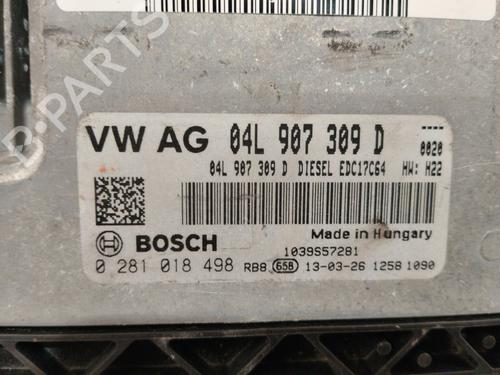 B-PARTS
VW AG 04L 907 309 D
0020
04L 907 309 D DIESEL EDC17C64 HW: H22
BOSCH
Made in Hungary
1039S57281
0 281 018 498 RB8 658 13-03-26 1258 1090